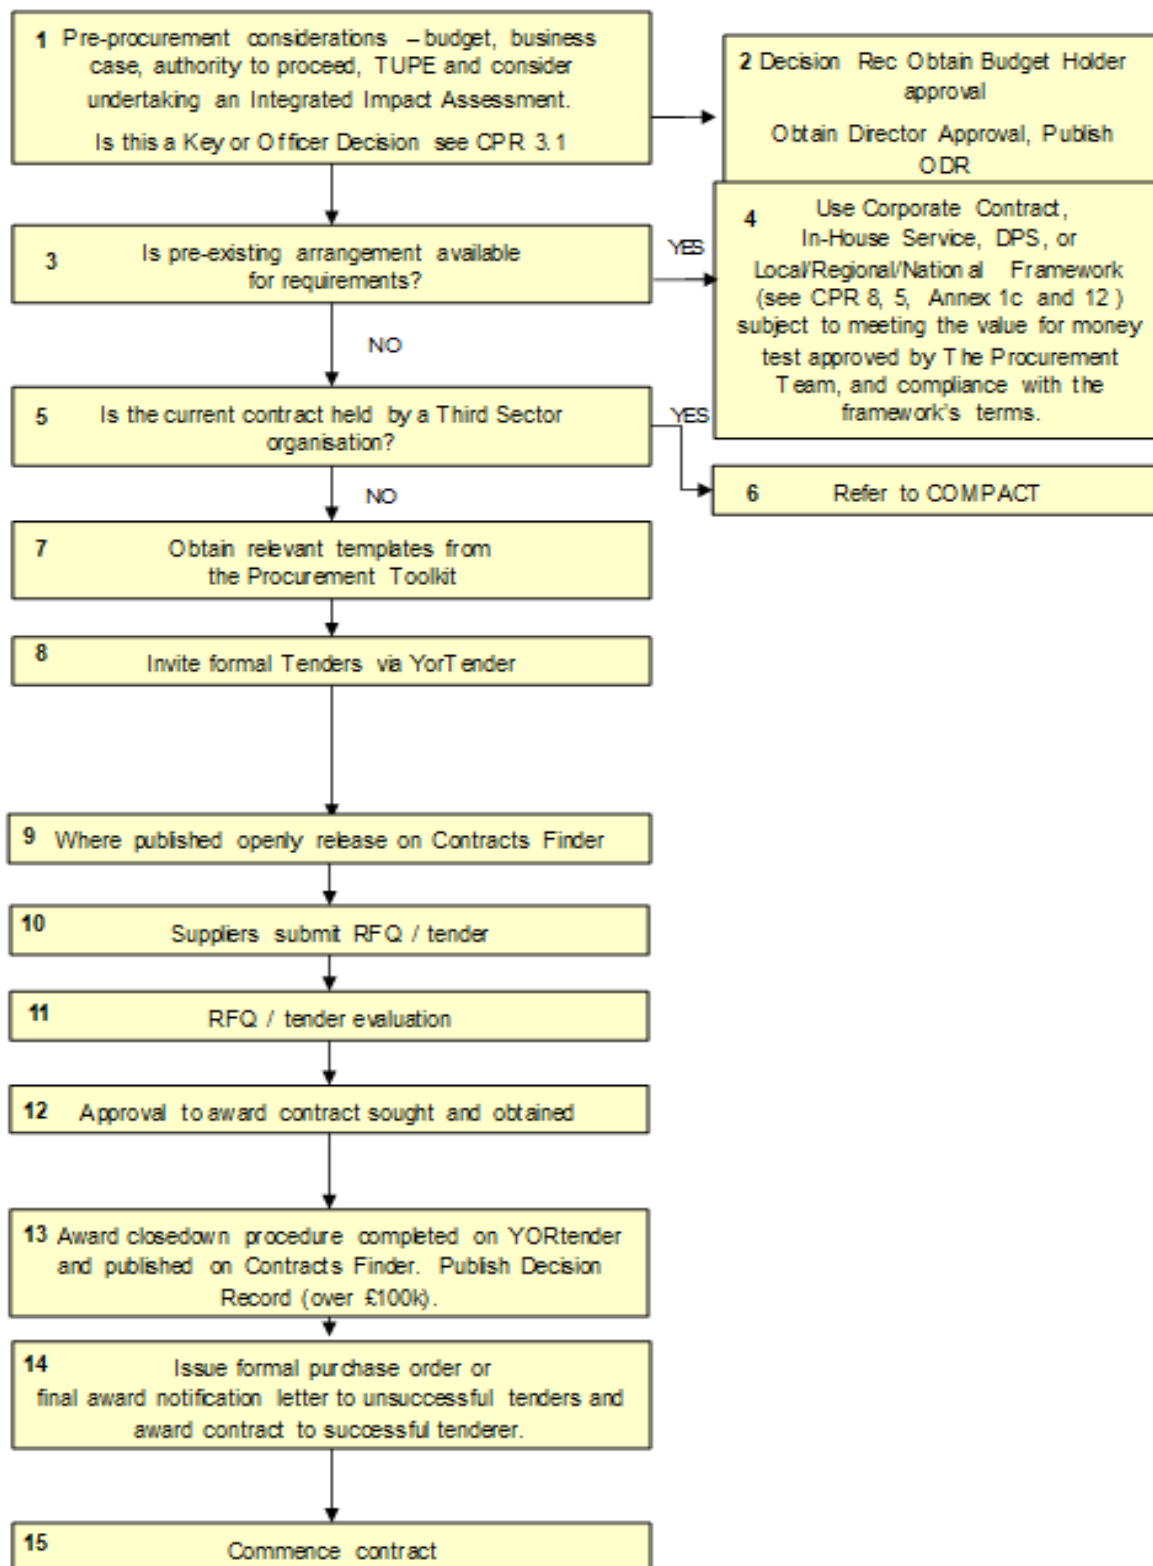 1 Pre-procurement considerations – budget, business
case, authority to proceed, TUPE and consider
undertaking an Integrated Impact Assessment.
Is this a Key or Officer Decision see CPR 3.1
2 Decision Rec Obtain Budget Holder
approval
Obtain Director Approval, Publish
ODR
3 Is pre-existing arrangement available
for requirements?
YES
4 Use Corporate Contract,
In-House Service, DPS, or
Local/Regional/National Framework
(see CPR 8, 5, Annex 1c and 12 )
subject to meeting the value for money
test approved by The Procurement
Team, and compliance with the
framework's terms.
NO
5 Is the current contract held by a Third Sector
organisation?
YES
6 Refer to COMPACT
NO
7 Obtain relevant templates from
the Procurement Toolkit
8 Invite formal Tenders via YorTender
9 Where published openly release on Contracts Finder
10 Suppliers submit RFQ / tender
11 RFQ / tender evaluation
12 Approval to award contract sought and obtained
13 Award closedown procedure completed on YORtender
and published on Contracts Finder. Publish Decision
Record (over £100k).
14 Issue formal purchase order or
final award notification letter to unsuccessful tenders and
award contract to successful tenderer.
15 Commence contract